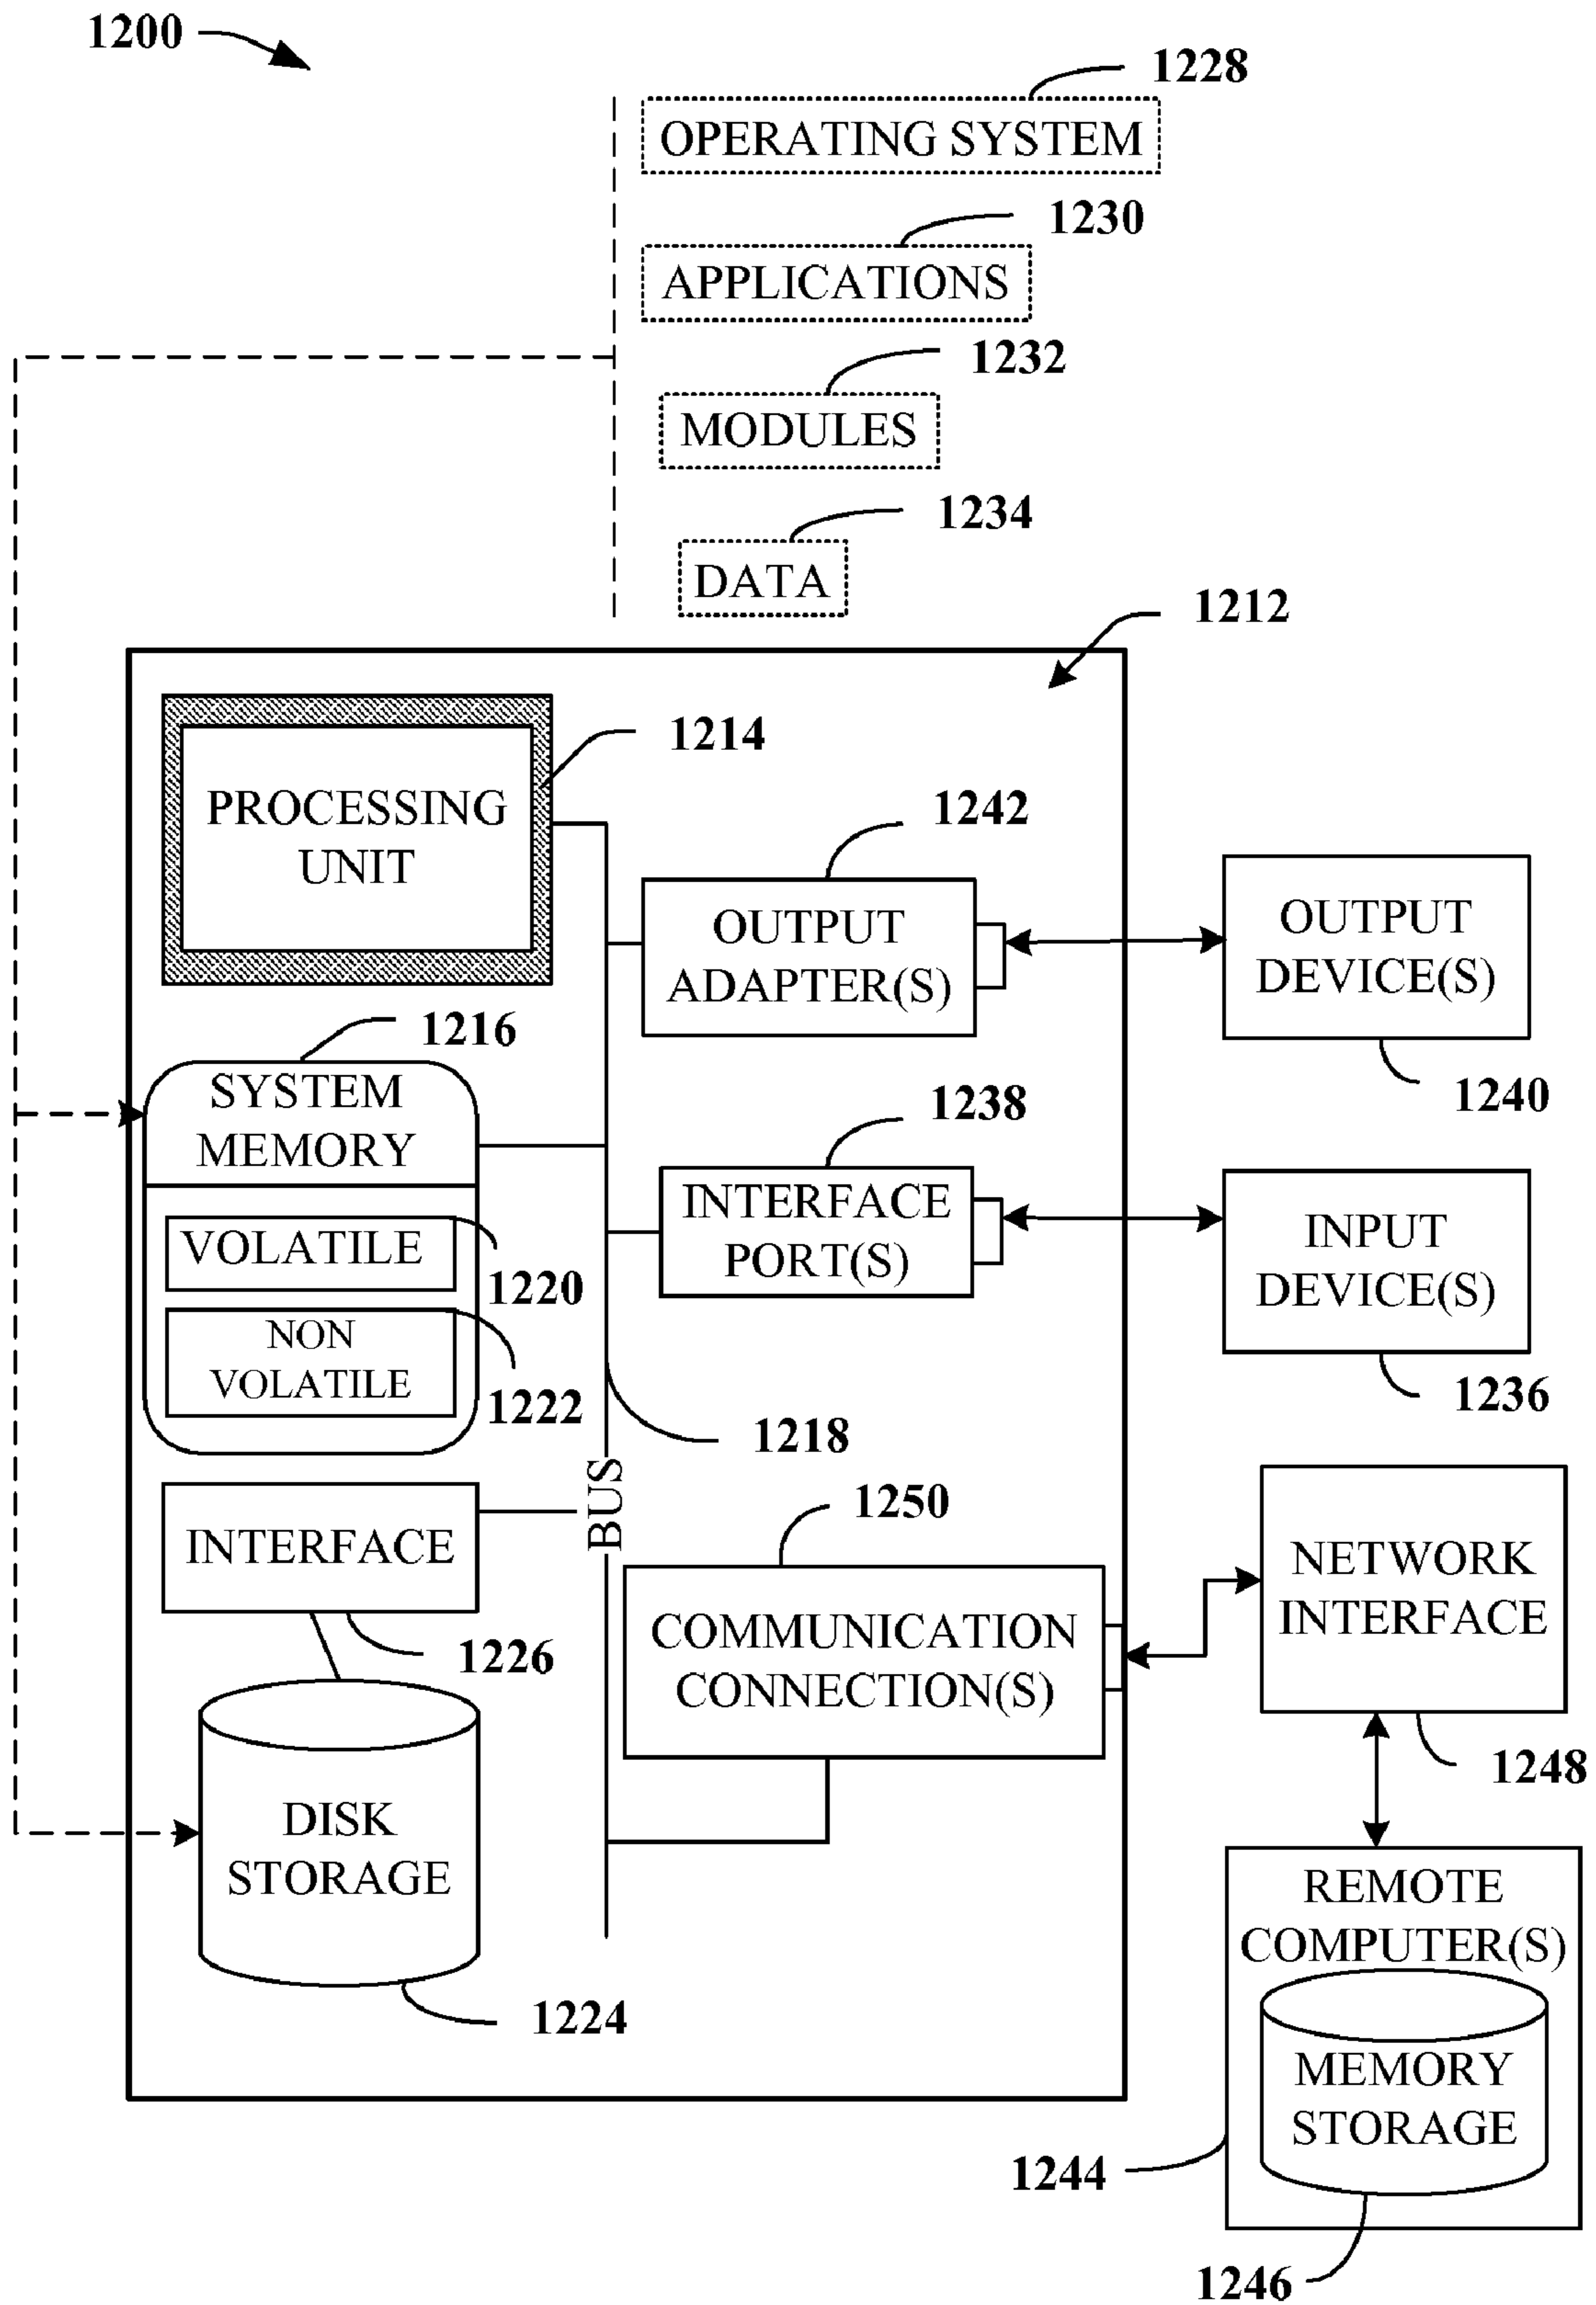 1200
1228
OPERATING SYSTEM
1230
APPLICATIONS
1232
MODULES
1234
DATA
1212
1214
PROCESSING
UNIT
1242
OUTPUT
ADAPTER(S)
OUTPUT
DEVICE(S)
1240
1216
SYSTEM
MEMORY
VOLATILE
1220
NON
VOLATILE
1222
1238
INTERFACE
PORT(S)
INPUT
DEVICE(S)
1236
1218
BUS
INTERFACE
1226
1250
COMMUNICATION
CONNECTION(S)
NETWORK
INTERFACE
1248
DISK
STORAGE
1224
REMOTE
COMPUTER(S)
MEMORY
STORAGE
1244
1246